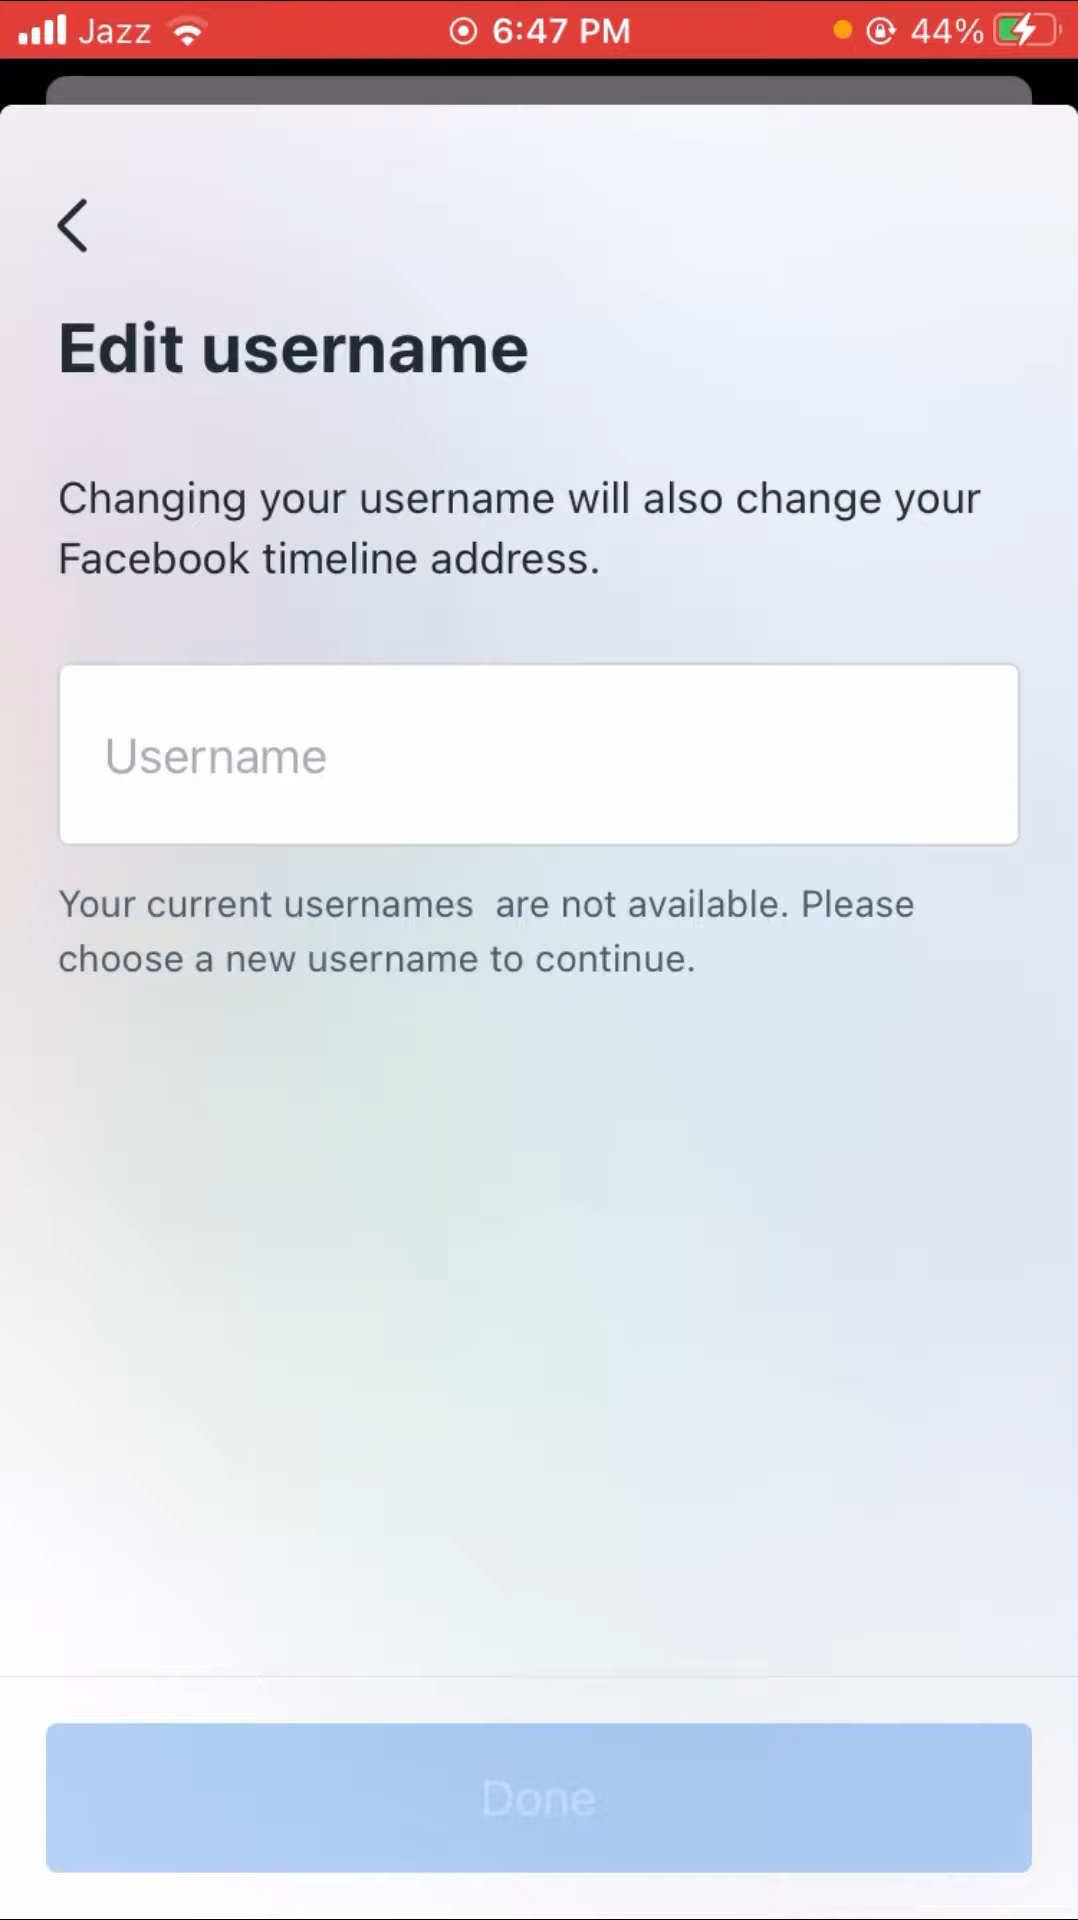 Jazz 6:47 PM 44%
Edit username
Changing your username will also change your
Facebook timeline address.
Username
Your current usernames  are not available. Please
choose a new username to continue.
Done